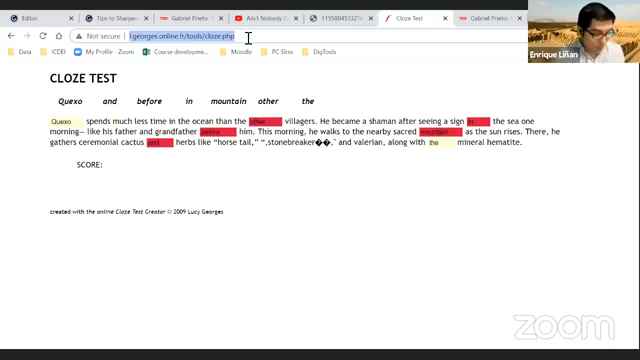 Editor Tips to Sharpen Gabriel Prieto: Ain't Nobody G 1155804532Te Cloze Test Gabriel Prieto:
Not secure l.georges.online.fr/tools/cloze.php
Data ICDEI My Profile - Zoom Course developmen... Moodle PC Sites DigTools
Enrique Liñan
CLOZE TEST
Quexo and before in mountain other the
Quexo spends much less time in the ocean than the other villagers. He became a shaman after seeing a sign in the sea one
morning— like his father and grandfather before him. This morning, he walks to the nearby sacred mountain as the sun rises. There, he
gathers ceremonial cactus and herbs like “horse tail,” “,stonebreaker��,” and valerian, along with the mineral hematite.
SCORE:
created with the online Cloze Test Creator © 2009 Lucy Georges
zoom